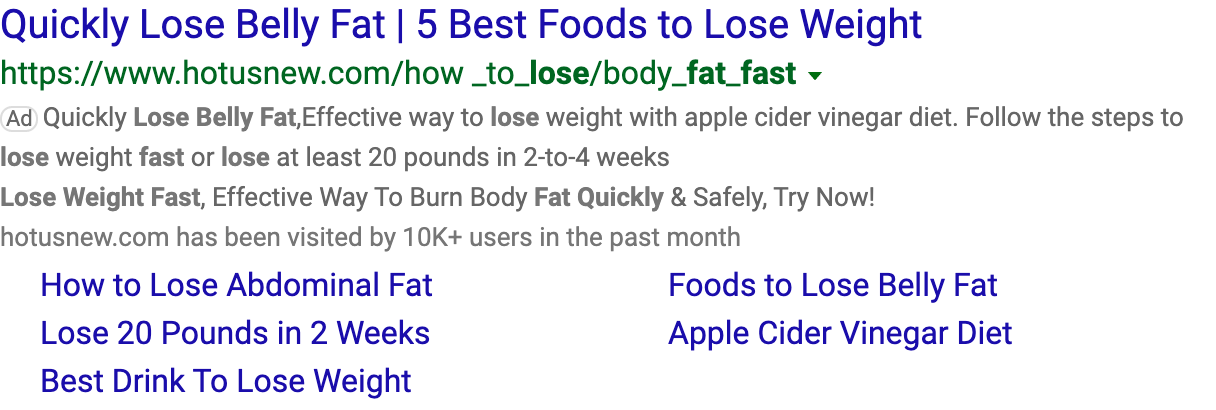 Quickly Lose Belly Fat | 5 Best Foods to Lose Weight
https://www.hotusnew.com/how _to_lose/body_fat_fast
Ad Quickly Lose Belly Fat,Effective way to lose weight with apple cider vinegar diet. Follow the steps to
lose weight fast or lose at least 20 pounds in 2-to-4 weeks
Lose Weight Fast, Effective Way To Burn Body Fat Quickly & Safely, Try Now!
hotusnew.com has been visited by 10K+ users in the past month
How to Lose Abdominal Fat
Foods to Lose Belly Fat
Lose 20 Pounds in 2 Weeks
Apple Cider Vinegar Diet
Best Drink To Lose Weight